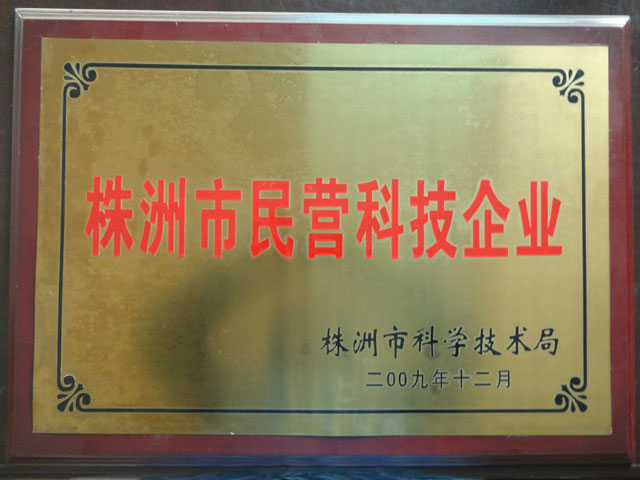 株洲市民营科技企业
株洲市科学技术局
二00九年十二月